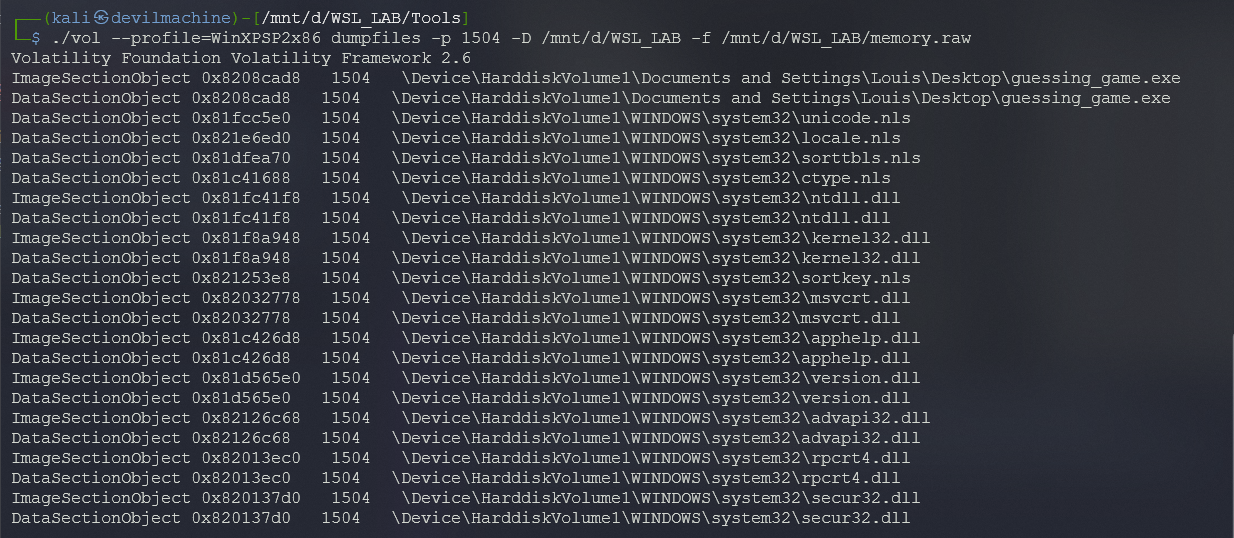 ┌──(kali㉿devilmachine)-[/mnt/d/WSL_LAB/Tools]
└─$ ./vol --profile=WinXPSP2x86 dumpfiles -p 1504 -D /mnt/d/WSL_LAB -f /mnt/d/WSL_LAB/memory.raw
Volatility Foundation Volatility Framework 2.6
ImageSectionObject 0x8208cad8   1504   \Device\HarddiskVolume1\Documents and Settings\Louis\Desktop\guessing_game.exe
DataSectionObject 0x8208cad8   1504   \Device\HarddiskVolume1\Documents and Settings\Louis\Desktop\guessing_game.exe
DataSectionObject 0x81fcc5e0   1504   \Device\HarddiskVolume1\WINDOWS\system32\unicode.nls
DataSectionObject 0x821e6ed0   1504   \Device\HarddiskVolume1\WINDOWS\system32\locale.nls
DataSectionObject 0x81dfea70   1504   \Device\HarddiskVolume1\WINDOWS\system32\sorttbls.nls
DataSectionObject 0x81c41688   1504   \Device\HarddiskVolume1\WINDOWS\system32\ctype.nls
ImageSectionObject 0x81fc41f8   1504   \Device\HarddiskVolume1\WINDOWS\system32\ntdll.dll
DataSectionObject 0x81fc41f8   1504   \Device\HarddiskVolume1\WINDOWS\system32\ntdll.dll
ImageSectionObject 0x81f8a948   1504   \Device\HarddiskVolume1\WINDOWS\system32\kernel32.dll
DataSectionObject 0x81f8a948   1504   \Device\HarddiskVolume1\WINDOWS\system32\kernel32.dll
DataSectionObject 0x821253e8   1504   \Device\HarddiskVolume1\WINDOWS\system32\sortkey.nls
ImageSectionObject 0x82032778   1504   \Device\HarddiskVolume1\WINDOWS\system32\msvcrt.dll
DataSectionObject 0x82032778   1504   \Device\HarddiskVolume1\WINDOWS\system32\msvcrt.dll
ImageSectionObject 0x81c426d8   1504   \Device\HarddiskVolume1\WINDOWS\system32\apphelp.dll
DataSectionObject 0x81c426d8   1504   \Device\HarddiskVolume1\WINDOWS\system32\apphelp.dll
ImageSectionObject 0x81d565e0   1504   \Device\HarddiskVolume1\WINDOWS\system32\version.dll
DataSectionObject 0x81d565e0   1504   \Device\HarddiskVolume1\WINDOWS\system32\version.dll
ImageSectionObject 0x82126c68   1504   \Device\HarddiskVolume1\WINDOWS\system32\advapi32.dll
DataSectionObject 0x82126c68   1504   \Device\HarddiskVolume1\WINDOWS\system32\advapi32.dll
ImageSectionObject 0x82013ec0   1504   \Device\HarddiskVolume1\WINDOWS\system32\rpcrt4.dll
DataSectionObject 0x82013ec0   1504   \Device\HarddiskVolume1\WINDOWS\system32\rpcrt4.dll
ImageSectionObject 0x820137d0   1504   \Device\HarddiskVolume1\WINDOWS\system32\secur32.dll
DataSectionObject 0x820137d0   1504   \Device\HarddiskVolume1\WINDOWS\system32\secur32.dll